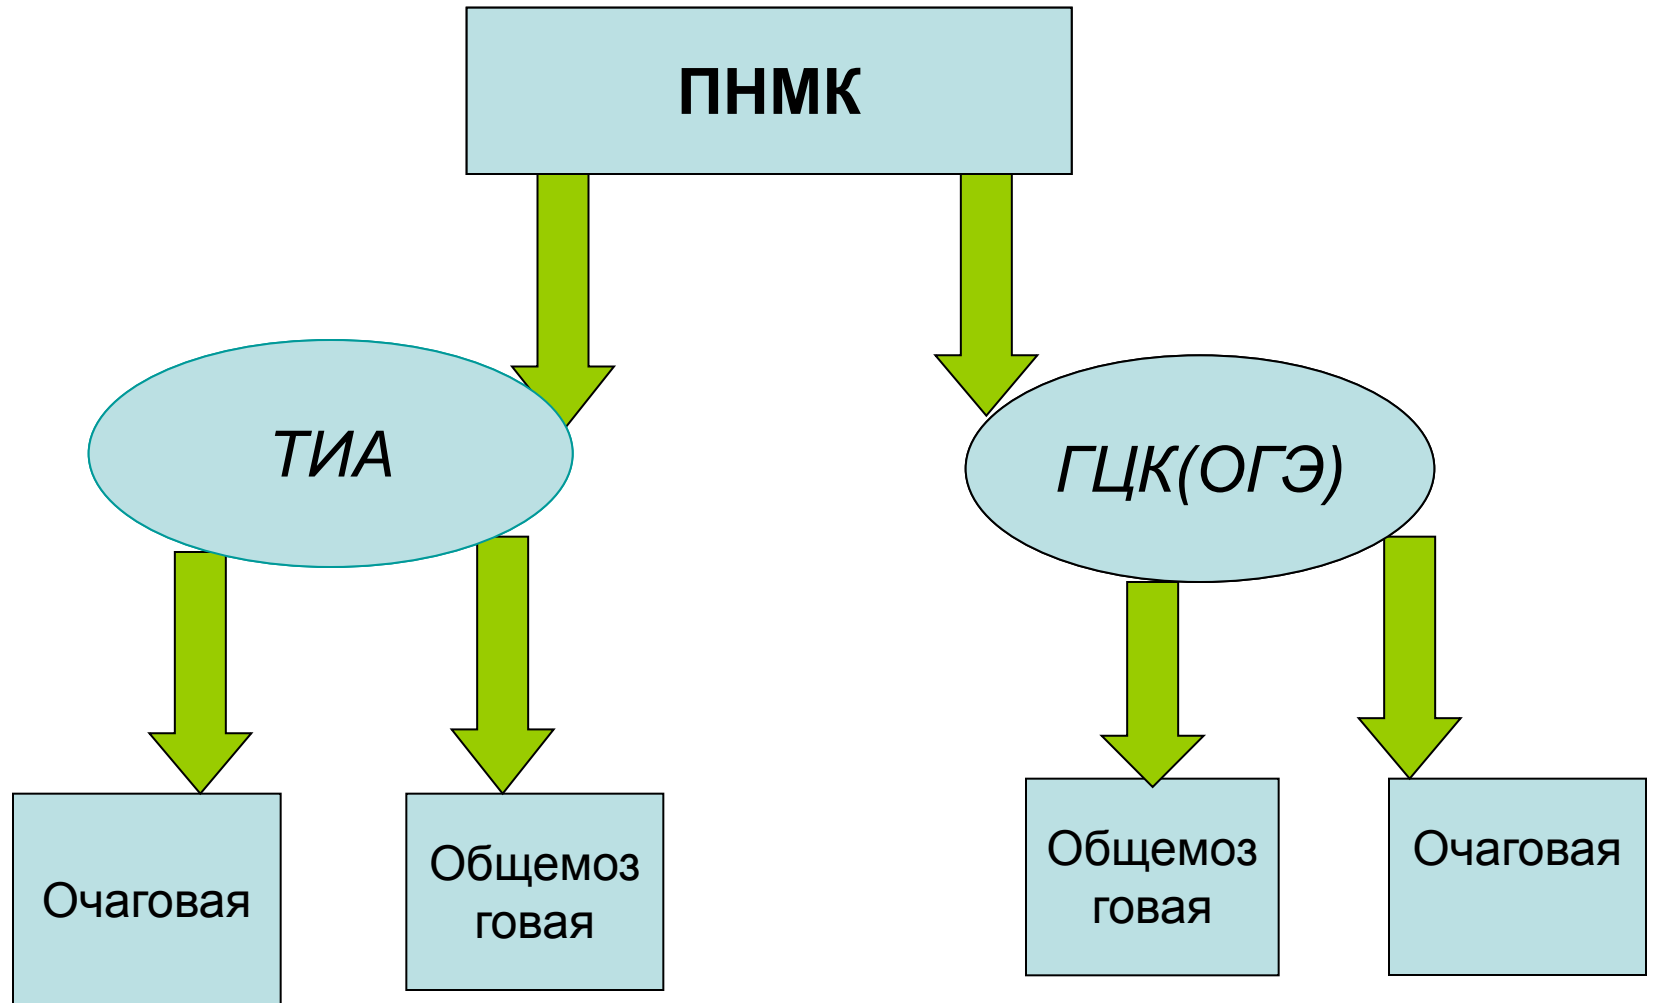 ПНМК
ТИА
ГЦК(ОГЭ)
Очаговая
Общемоз
говая
Общемоз
говая
Очаговая